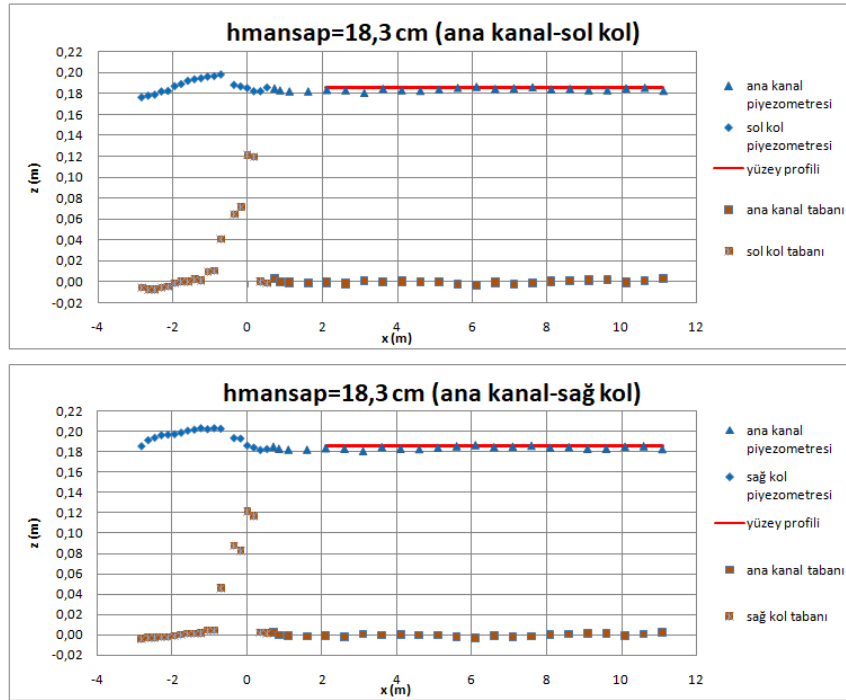 hmansap=18,3 cm (ana kanal-sol kol)
0,22
0,20
0,18
0,16
0,14
0,12
0,10
0,08
0,06
0,04
0,02
0,00
-0,02
z (m)
-4
-2
0
2
4
6
8
10
12
x (m)
ana kanal
piyezometresi
sol kol
piyezometresi
yüzey profili
ana kanal tabanı
sol kol tabanı
hmansap=18,3 cm (ana kanal-sağ kol)
0,22
0,20
0,18
0,16
0,14
0,12
0,10
0,08
0,06
0,04
0,02
0,00
-0,02
z (m)
-4
-2
0
2
4
6
8
10
12
x (m)
ana kanal
piyezometresi
sağ kol
piyezometresi
yüzey profili
ana kanal tabanı
sağ kol tabanı